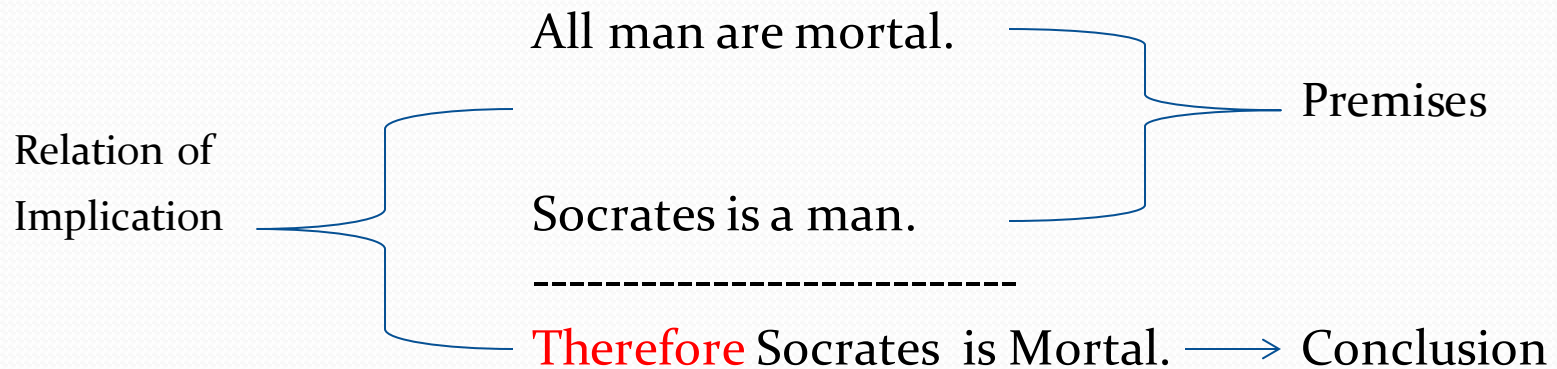 All man are mortal.
Premises
Relation of
Implication
Socrates is a man.
---------------------------
Therefore Socrates is Mortal.
Conclusion